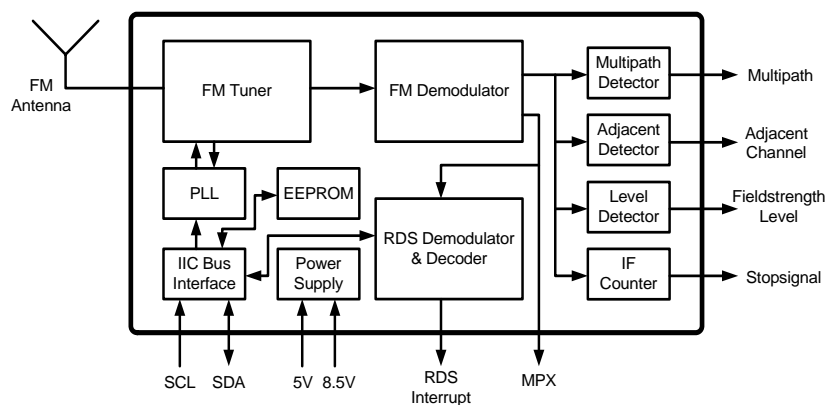 FM
Antenna
FM Tuner
FM Demodulator
Multipath
Detector
Multipath
Adjacent
Detector
Adjacent
Channel
PLL
EEPROM
Level
Detector
Fieldstrength
Level
IIC Bus
Interface
Power
Supply
RDS Demodulator
& Decoder
IF
Counter
Stopsignal
SCL
SDA
5V
8.5V
RDS
Interrupt
MPX